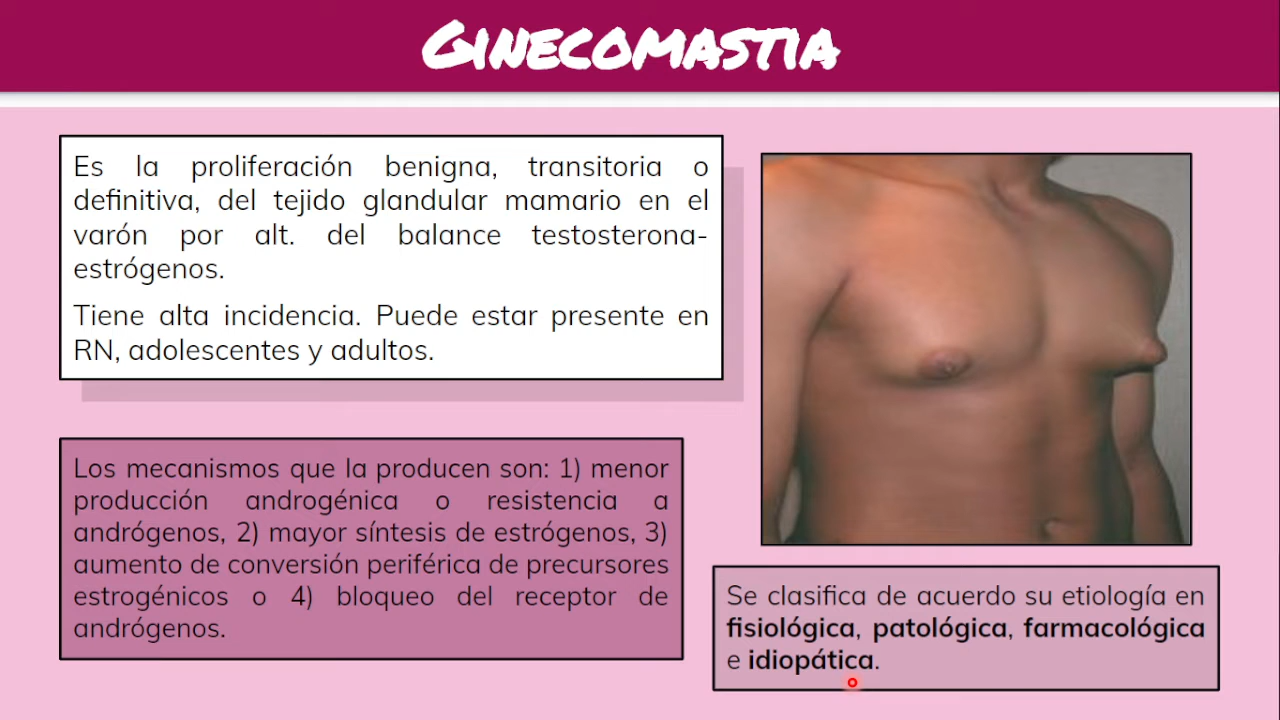 GINECOMASTIA
Es la proliferación benigna, transitoria o
definitiva, del tejido glandular mamario en el
varón por alt. del balance testosterona-
estrógenos.
Tiene alta incidencia. Puede estar presente en
RN, adolescentes y adultos.
Los mecanismos que la producen son: 1) menor
producción androgénica o resistencia a
andrógenos, 2) mayor síntesis de estrógenos, 3)
aumento de conversión periférica de precursores
estrogénicos o 4) bloqueo del receptor de
andrógenos.
Se clasifica de acuerdo su etiología en
fisiológica, patológica, farmacológica
e idiopática.